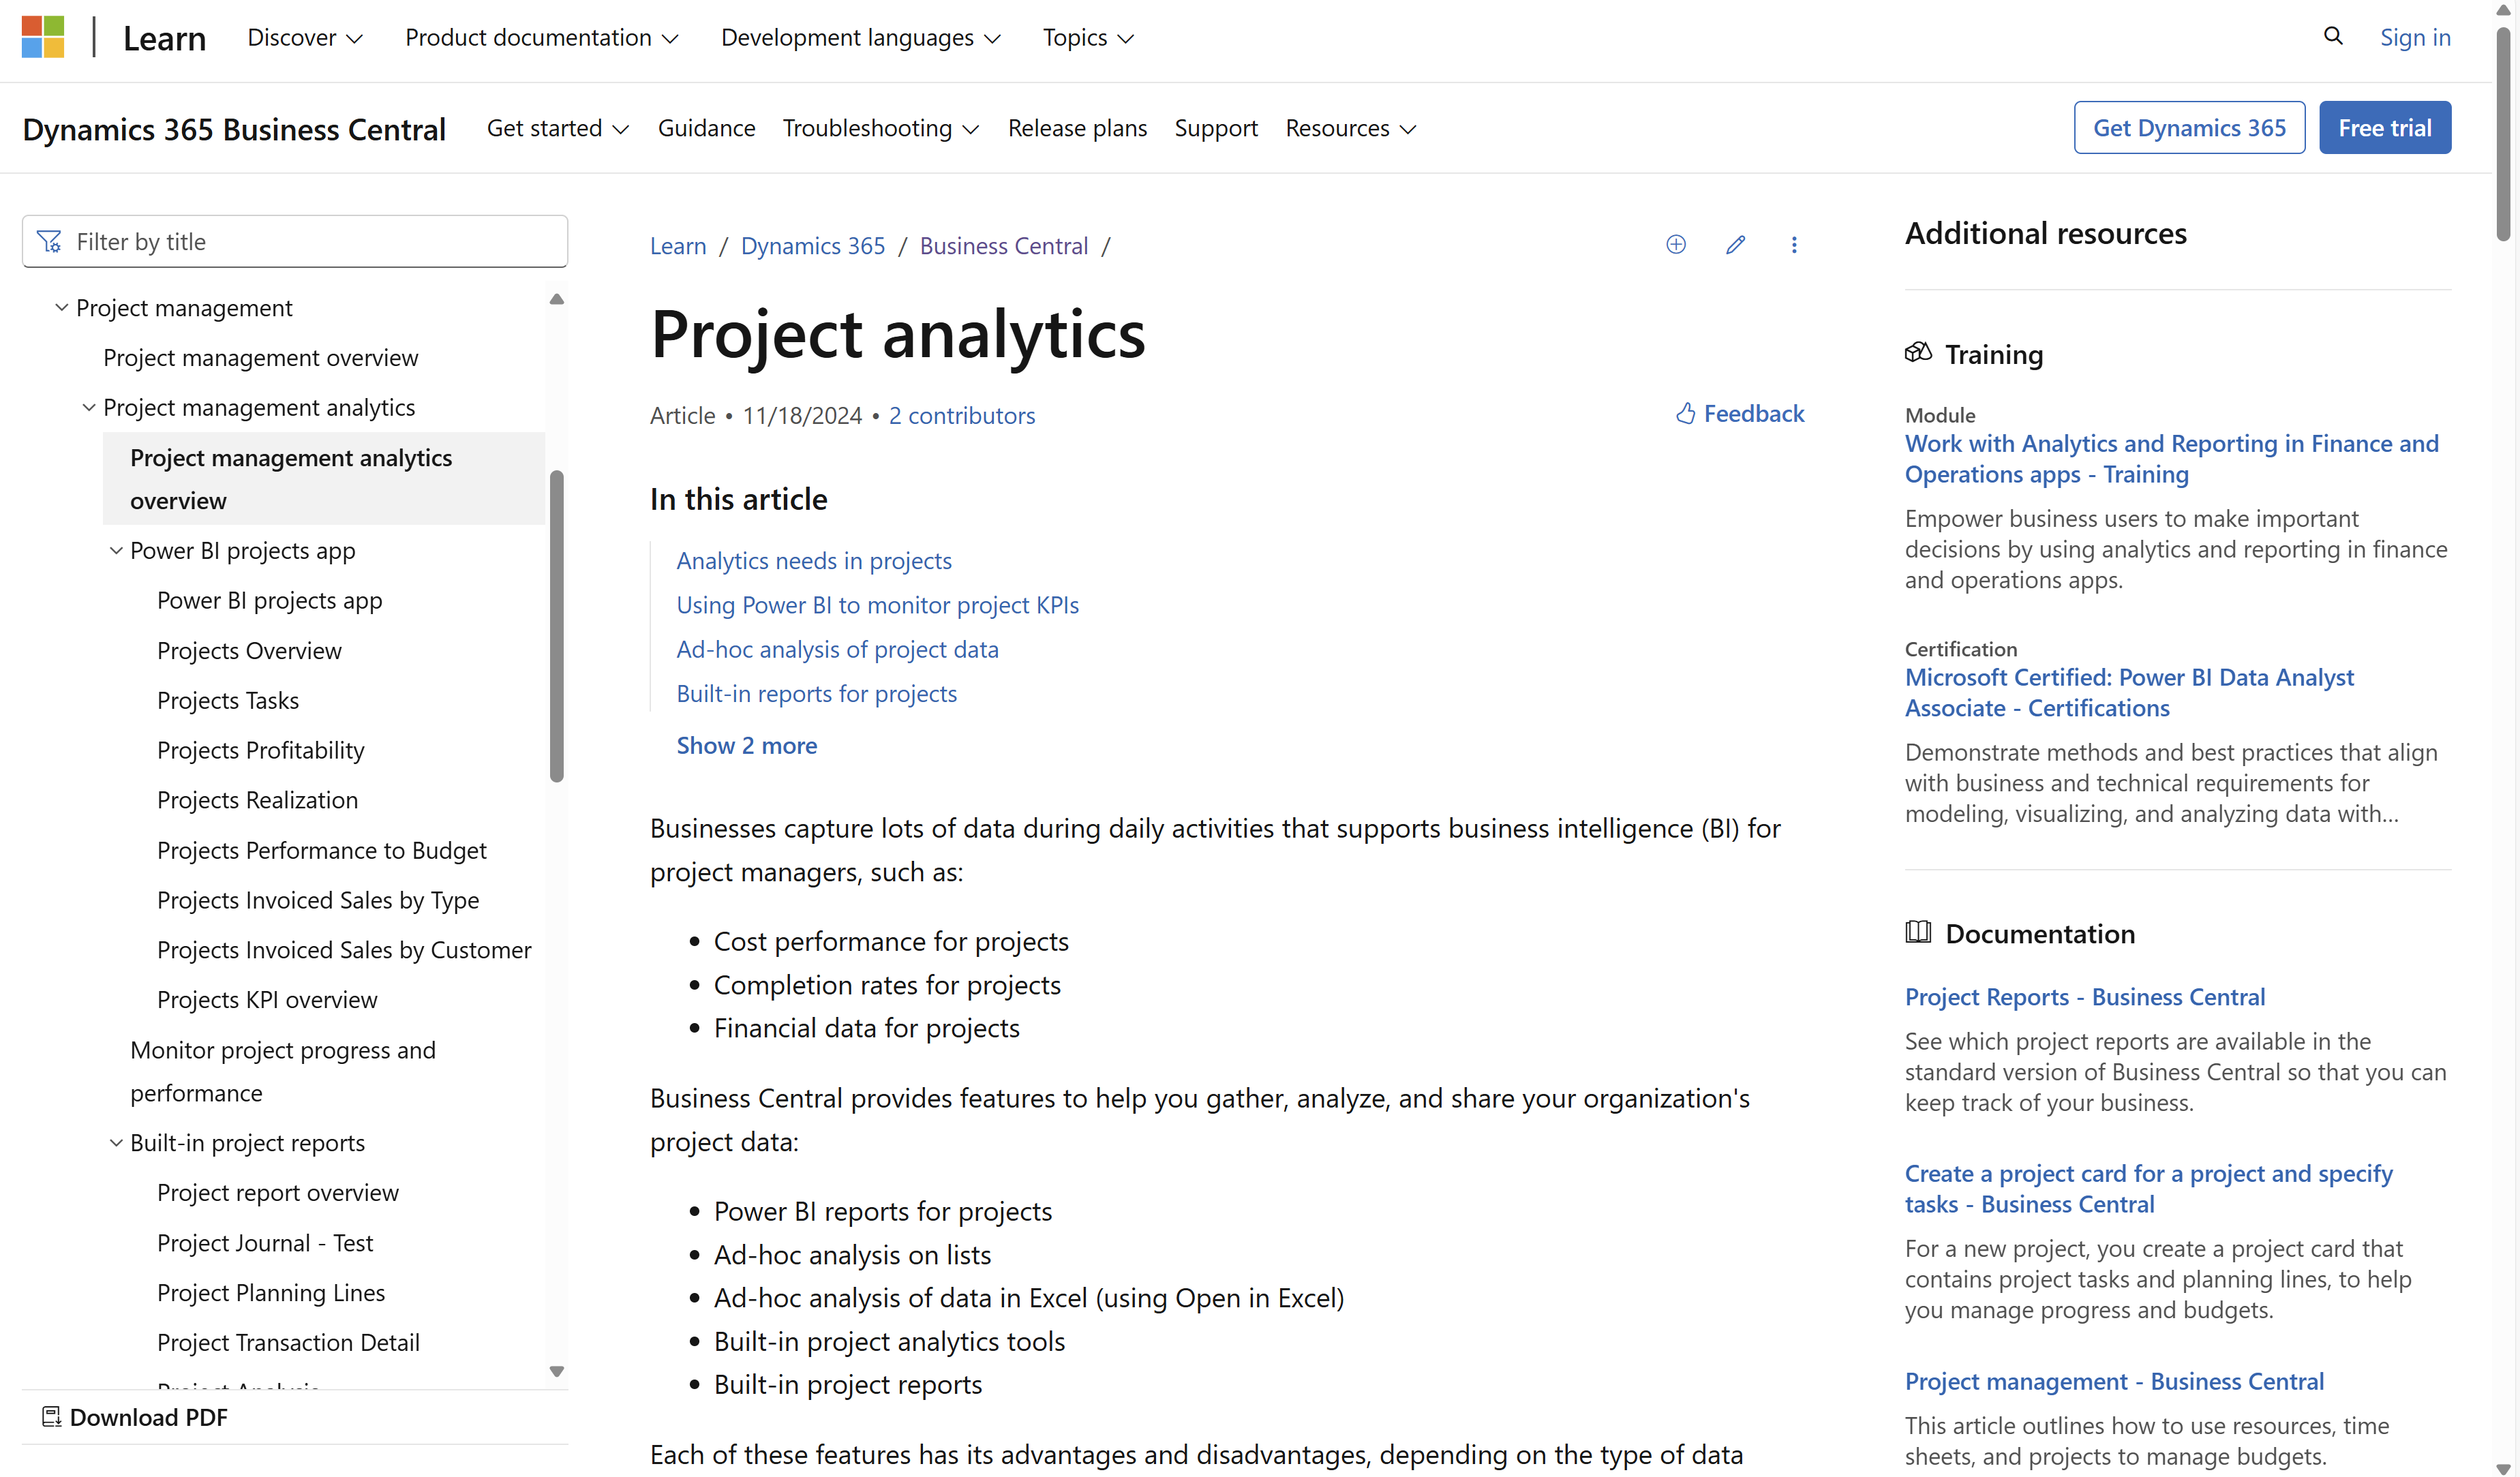 Learn
Discover
Product documentation
Development languages
Topics
Sign in
Dynamics 365 Business Central
Get started
Guidance
Troubleshooting
Release plans
Support
Resources
Get Dynamics 365
Free trial
Filter by title
Project management
Project management overview
Project management analytics
Project management analytics
overview
Power BI projects app
Power BI projects app
Projects Overview
Projects Tasks
Projects Profitability
Projects Realization
Projects Performance to Budget
Projects Invoiced Sales by Type
Projects Invoiced Sales by Customer
Projects KPI overview
Monitor project progress and
performance
Built-in project reports
Project report overview
Project Journal - Test
Project Planning Lines
Project Transaction Detail
Project Analysis
Download PDF
Learn / Dynamics 365 / Business Central /
Project analytics
Article • 11/18/2024 • 2 contributors
Feedback
In this article
Analytics needs in projects
Using Power BI to monitor project KPIs
Ad-hoc analysis of project data
Built-in reports for projects
Show 2 more
Businesses capture lots of data during daily activities that supports business intelligence (BI) for
project managers, such as:
• Cost performance for projects
• Completion rates for projects
• Financial data for projects
Business Central provides features to help you gather, analyze, and share your organization's
project data:
• Power BI reports for projects
• Ad-hoc analysis on lists
• Ad-hoc analysis of data in Excel (using Open in Excel)
• Built-in project analytics tools
• Built-in project reports
Each of these features has its advantages and disadvantages, depending on the type of data
Additional resources
Training
Module
Work with Analytics and Reporting in Finance and
Operations apps - Training
Empower business users to make important
decisions by using analytics and reporting in finance
and operations apps.
Certification
Microsoft Certified: Power BI Data Analyst
Associate - Certifications
Demonstrate methods and best practices that align
with business and technical requirements for
modeling, visualizing, and analyzing data with...
Documentation
Project Reports - Business Central
See which project reports are available in the
standard version of Business Central so that you can
keep track of your business.
Create a project card for a project and specify
tasks - Business Central
For a new project, you create a project card that
contains project tasks and planning lines, to help
you manage progress and budgets.
Project management - Business Central
This article outlines how to use resources, time
sheets, and projects to manage budgets.